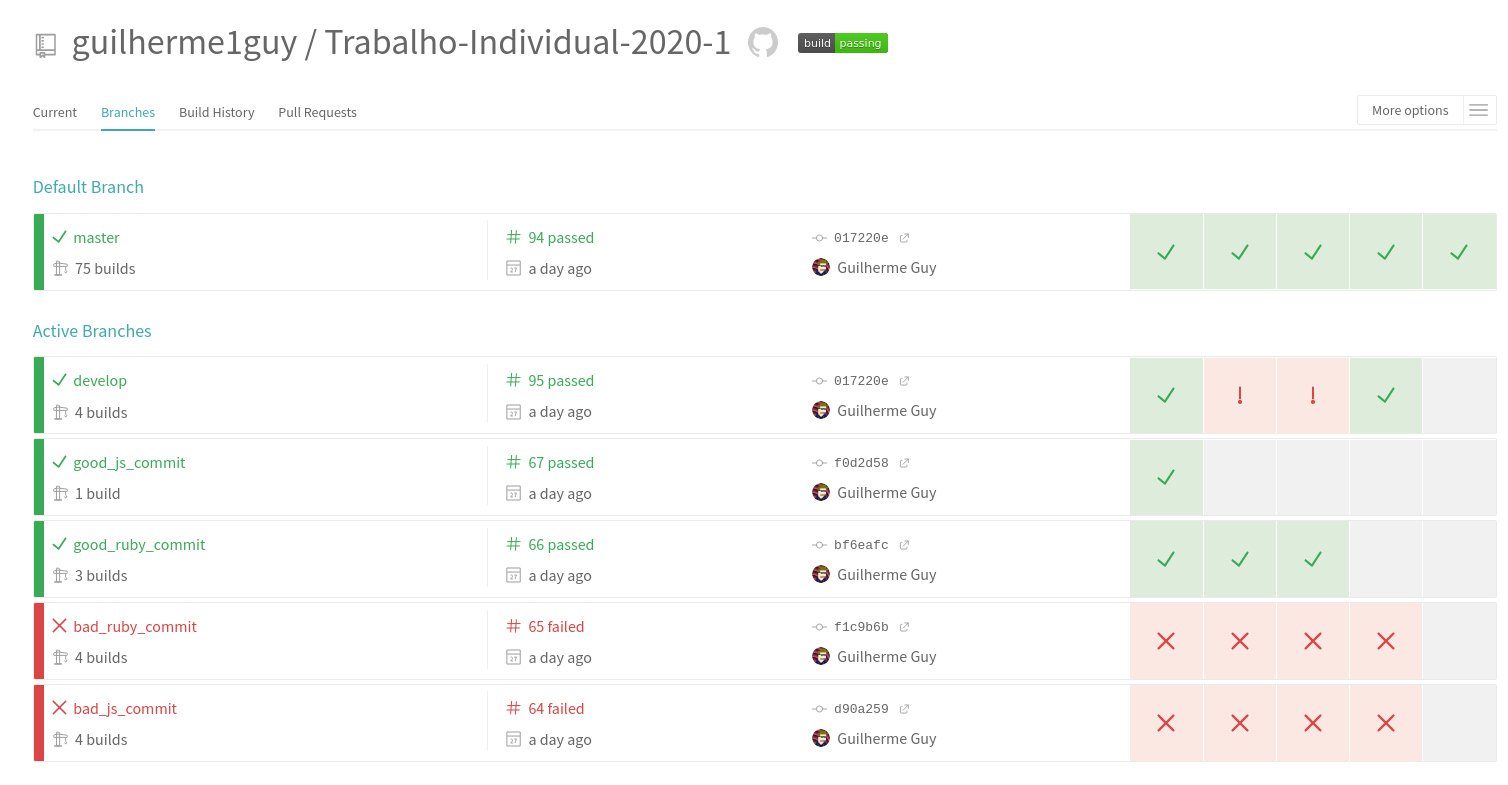 guilherme1guy / Trabalho-Individual-2020-1 build passing
Current Branches Build History Pull Requests More options
Default Branch
master # 94 passed 017220e
75 builds a day ago Guilherme Guy
Active Branches
develop # 95 passed 017220e
4 builds a day ago Guilherme Guy
good_js_commit # 67 passed f0d2d58
1 build a day ago Guilherme Guy
good_ruby_commit # 66 passed bf6eafc
3 builds a day ago Guilherme Guy
bad_ruby_commit # 65 failed f1c9b6b
4 builds a day ago Guilherme Guy
bad_js_commit # 64 failed d90a259
4 builds a day ago Guilherme Guy